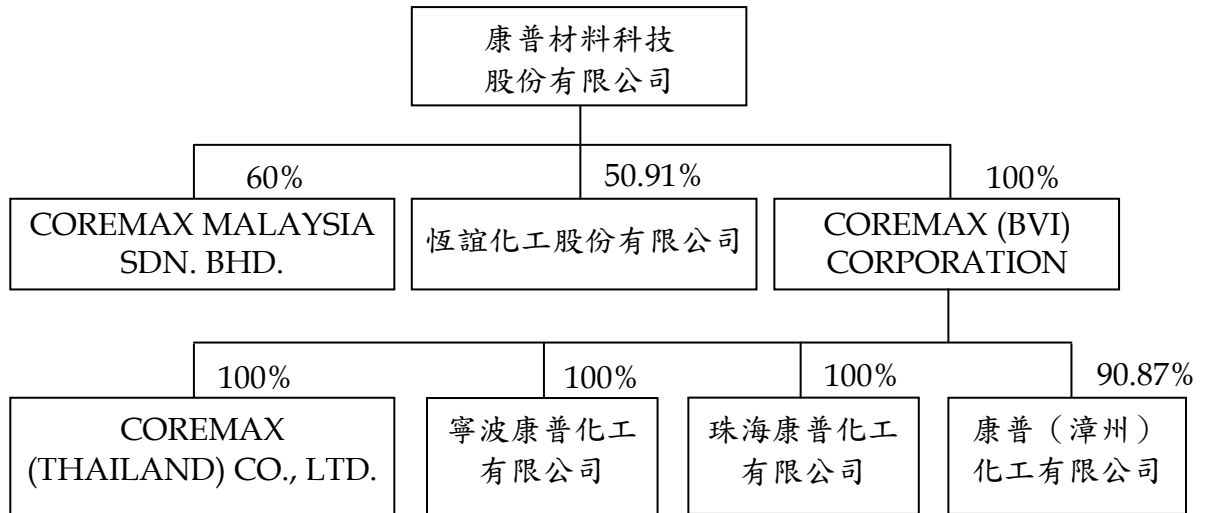 康普材料科技
股份有限公司
60%
50.91%
100%
COREMAX MALAYSIA
SDN. BHD.
恆誼化工股份有限公司
COREMAX (BVI)
CORPORATION
100%
100%
100%
90.87%
COREMAX
(THAILAND) CO., LTD.
寧波康普化工
有限公司
珠海康普化工
有限公司
康普（漳州）
化工有限公司